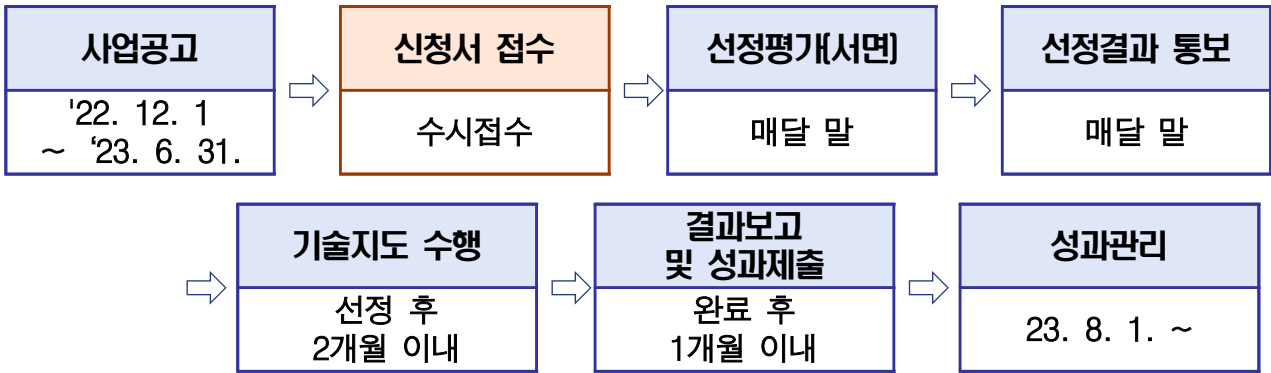 사업공고
'22. 12. 1
~ ‘23. 6. 31.
신청서 접수
수시접수
선정평가(서면)
매달 말
선정결과 통보
매달 말
기술지도 수행
선정 후
2개월 이내
결과보고
및 성과제출
완료 후
1개월 이내
성과관리
23. 8. 1. ~